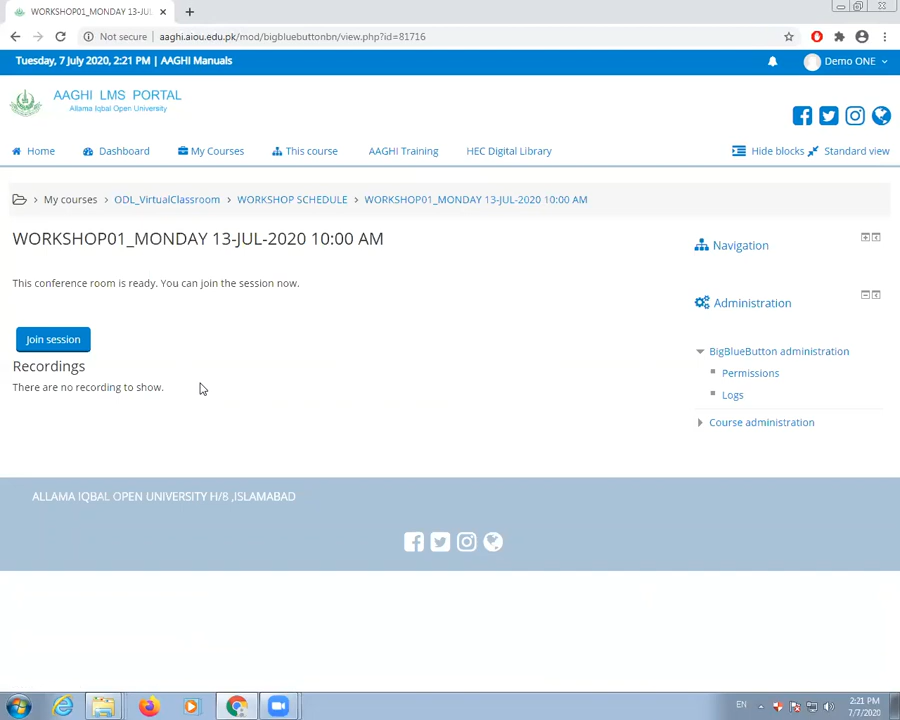 WORKSHOP01_MONDAY 13-JUL
Not secure | aaghi.aiou.edu.pk/mod/bigbluebuttonbn/view.php?id=81716
Tuesday, 7 July 2020, 2:21 PM | AAGHI Manuals
Demo ONE
AAGHI LMS PORTAL
Allama Iqbal Open University
Home
Dashboard
My Courses
This course
AAGHI Training
HEC Digital Library
Hide blocks
Standard view
My courses > ODL_VirtualClassroom > WORKSHOP SCHEDULE > WORKSHOP01_MONDAY 13-JUL-2020 10:00 AM
WORKSHOP01_MONDAY 13-JUL-2020 10:00 AM
This conference room is ready. You can join the session now.
Join session
Recordings
There are no recording to show.
Navigation
Administration
BigBlueButton administration
Permissions
Logs
Course administration
ALLAMA IQBAL OPEN UNIVERSITY H/8 ,ISLAMABAD
EN
2:21 PM
7/7/2020